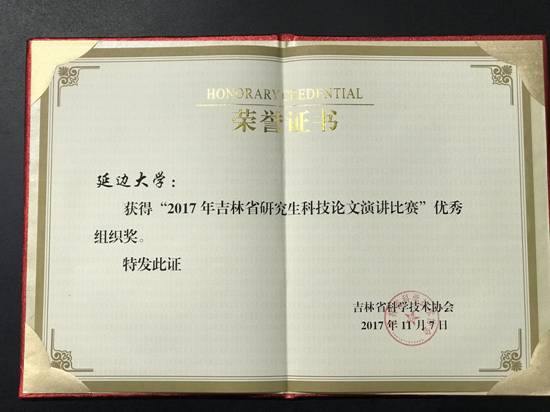 HONORARY CREDENTIAL
荣誉证书
延边大学：
获得“2017年吉林省研究生科技论文演讲比赛”优秀
组织奖。
特发此证
吉林省科学技术协会
2017年11月7日